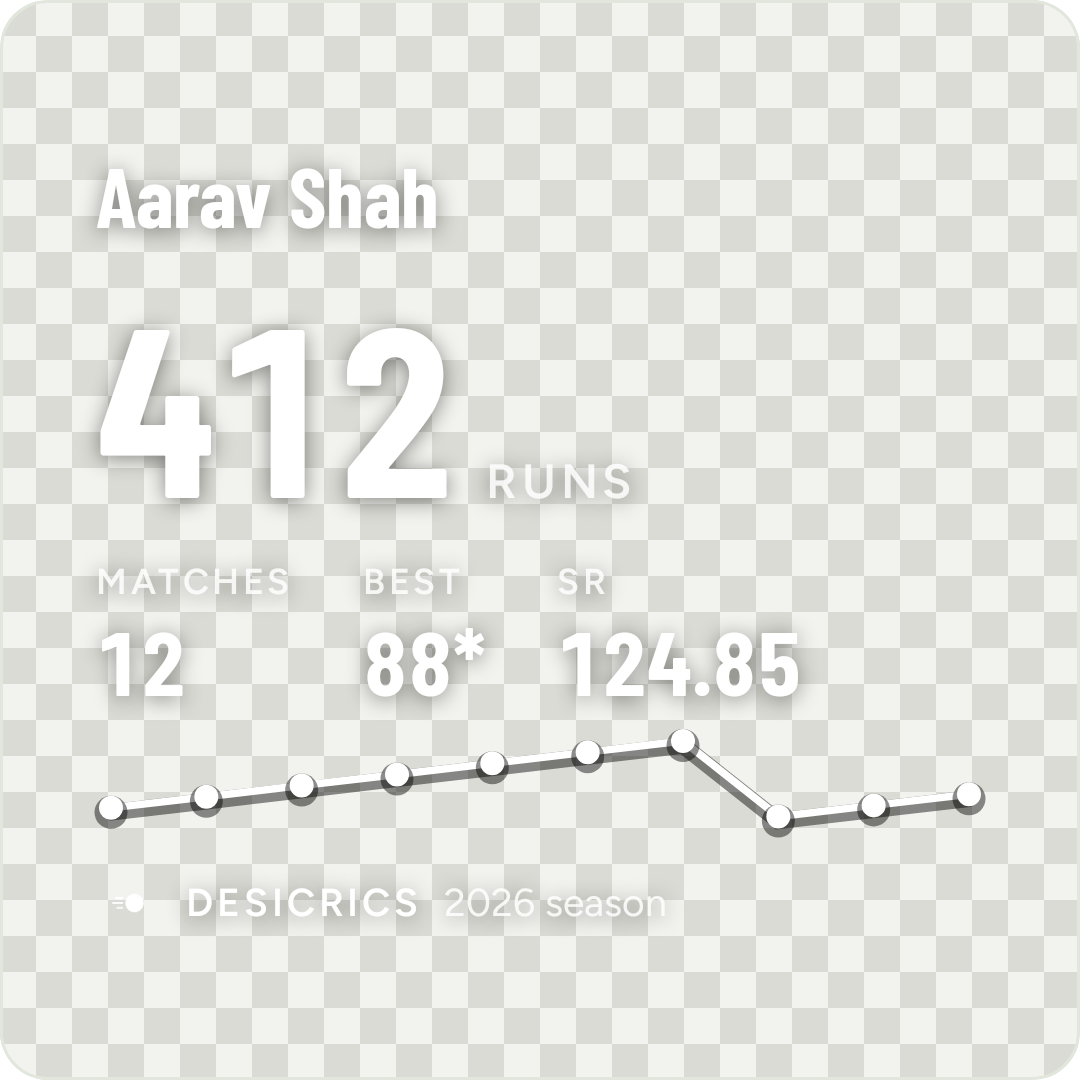 Aarav Shah
412 RUNS
MATCHES BEST SR
12 88* 124.85
DESICRICS 2026 season